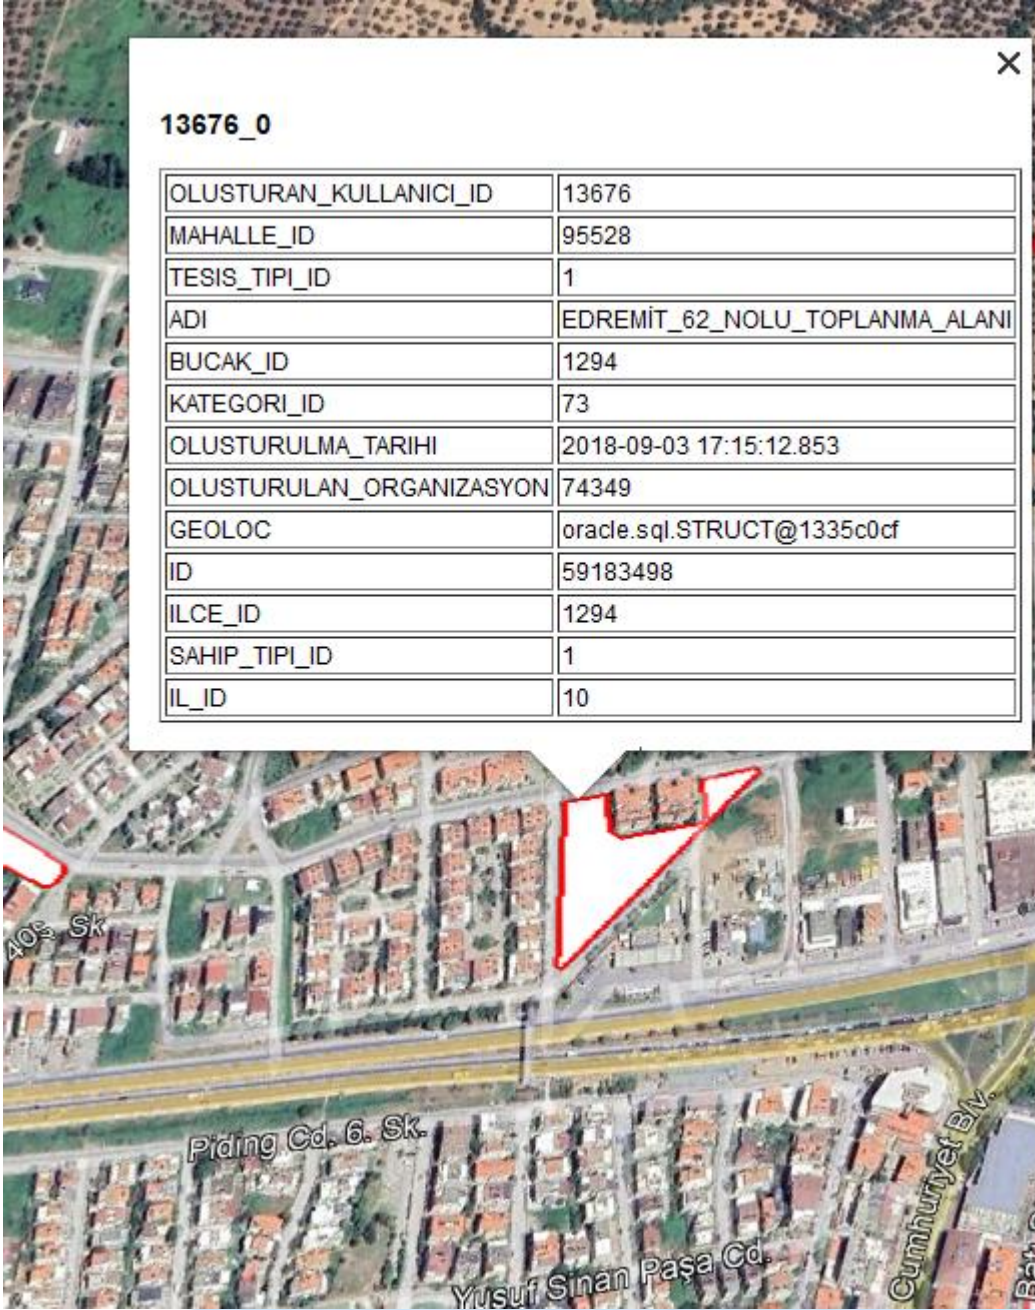 13676_0
OLUSTURAN_KULLANICI_ID 13676
MAHALLE_ID 95528
TESIS_TIPI_ID 1
ADI EDREMİT_62_NOLU_TOPLANMA_ALANI
BUCAK_ID 1294
KATEGORI_ID 73
OLUSTURULMA_TARIHI 2018-09-03 17:15:12.853
OLUSTURULAN_ORGANIZASYON 74349
GEOLOC oracle.sql.STRUCT@1335c0cf
ID 59183498
ILCE_ID 1294
SAHIP_TIPI_ID 1
IL_ID 10
405. Sk
Piding Cd. 6. Sk.
Cumhuriyet Blv.
Yusuf Sinan Paşa Cd.